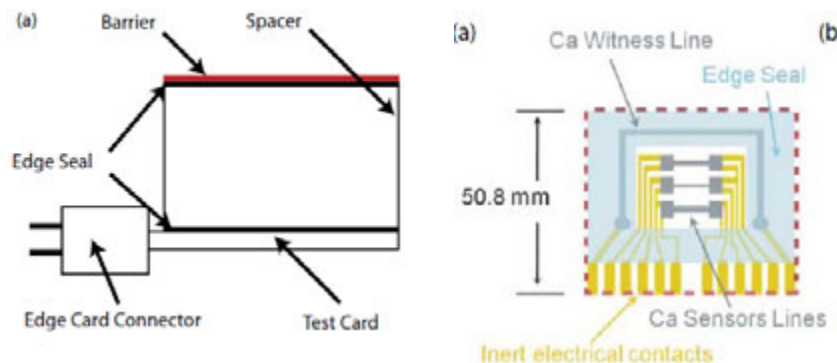 (a)
Barrier
Spacer
Edge Seal
Edge Card Connector
Test Card
(a)
Ca Witness Line
(b
Edge Seal
50.8 mm
Ca Sensors Lines
Inert electrical contacts